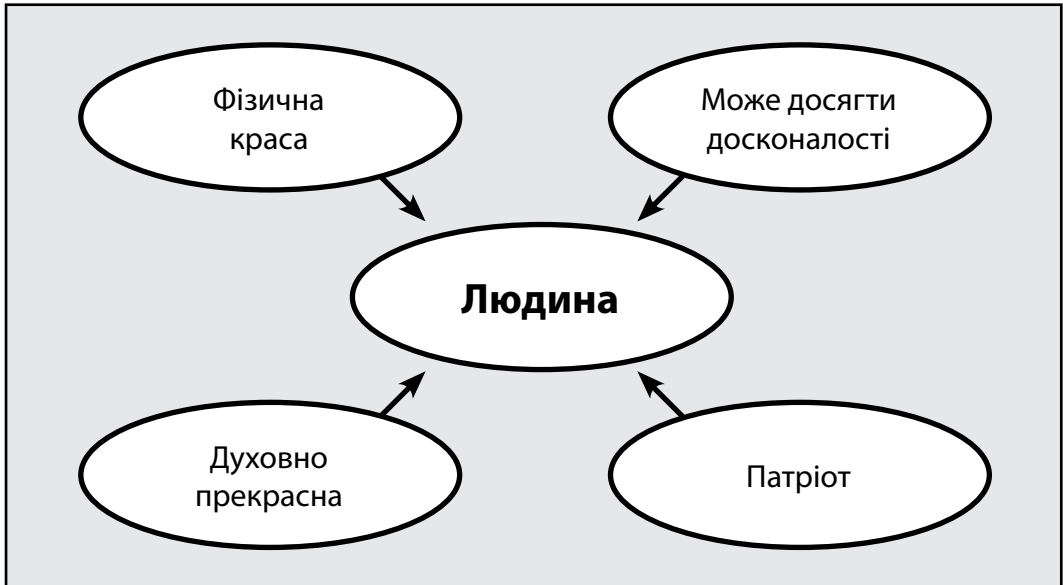 Фізична
краса
Може досягти
досконалості
Людина
Духовно
прекрасна
Патріот